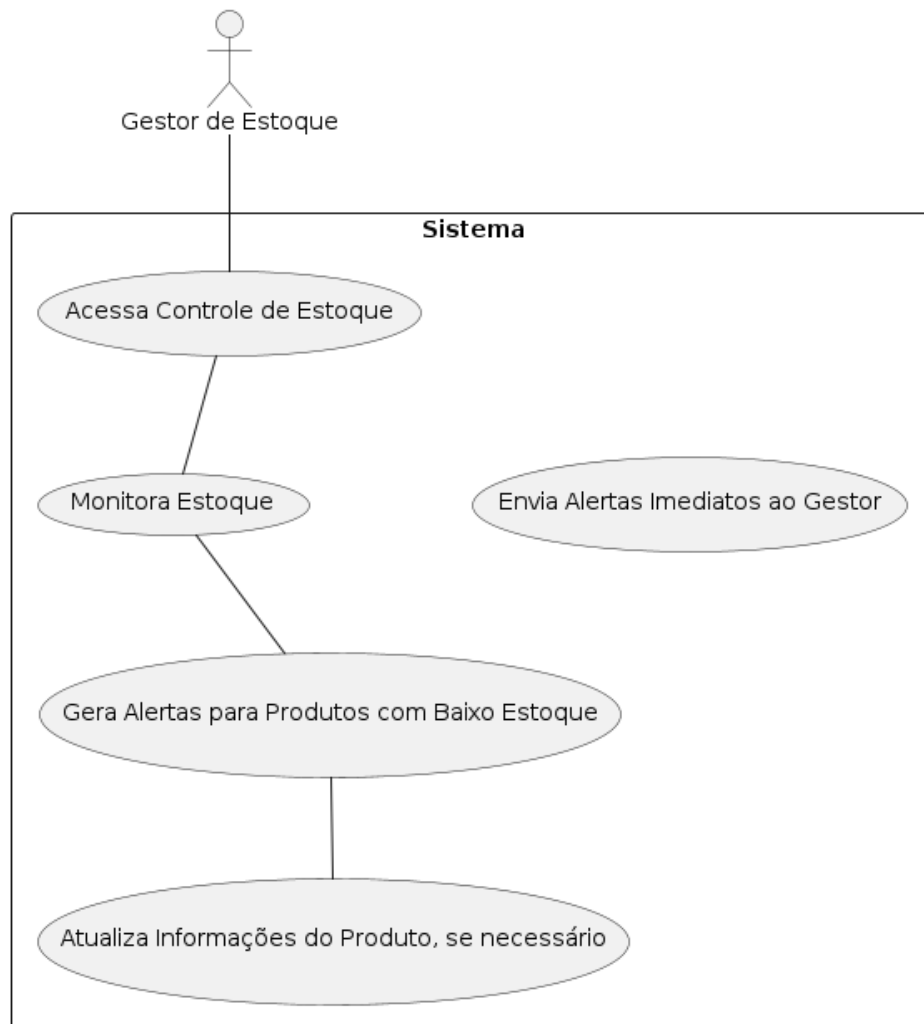 Gestor de Estoque
Sistema
Acessa Controle de Estoque
Monitora Estoque
Envia Alertas Imediatos ao Gestor
Gera Alertas para Produtos com Baixo Estoque
Atualiza Informações do Produto, se necessário